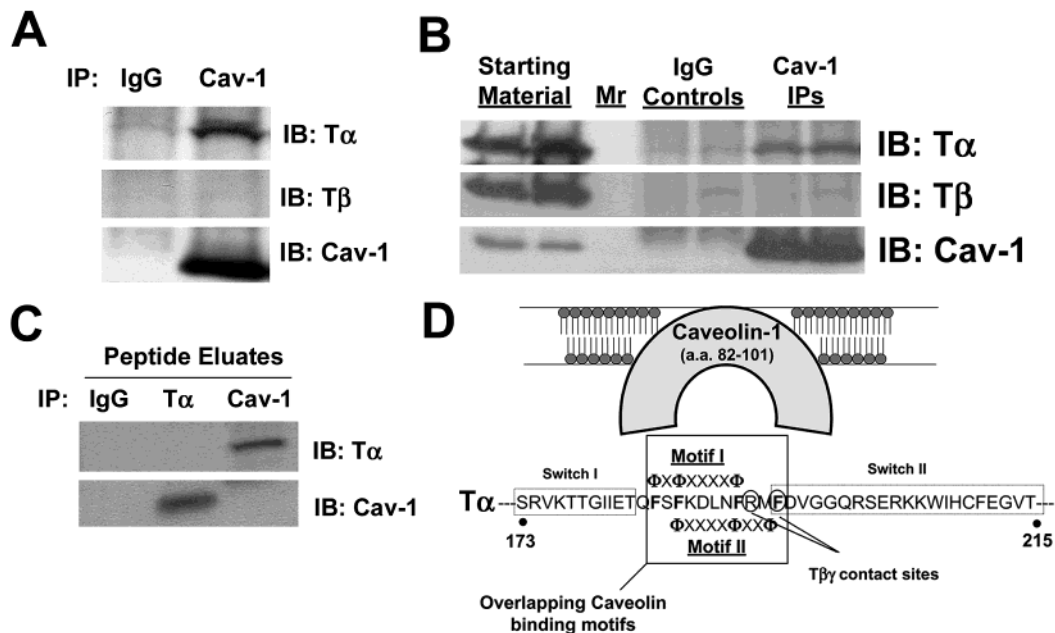 A
IP: IgG Cav-1
IB: Tα
IB: Tβ
IB: Cav-1
B
Starting Material Mr IgG Controls Cav-1 IPs
IB: Tα
IB: Tβ
IB: Cav-1
C
Peptide Eluates
IP: IgG Tα Cav-1
IB: Tα
IB: Cav-1
D
Caveolin-1
(a.a. 82-101)
Motif I
Switch I
Switch II
ΦXΦXXXXΦ
Tα ---SRVKTTGIIETQFSFKDLNFRMFDVGGQRSERKKWIHCFEGVT---
ΦXXXXΦXXΦ
173
215
Motif II
Tβγ contact sites
Overlapping Caveolin
binding motifs